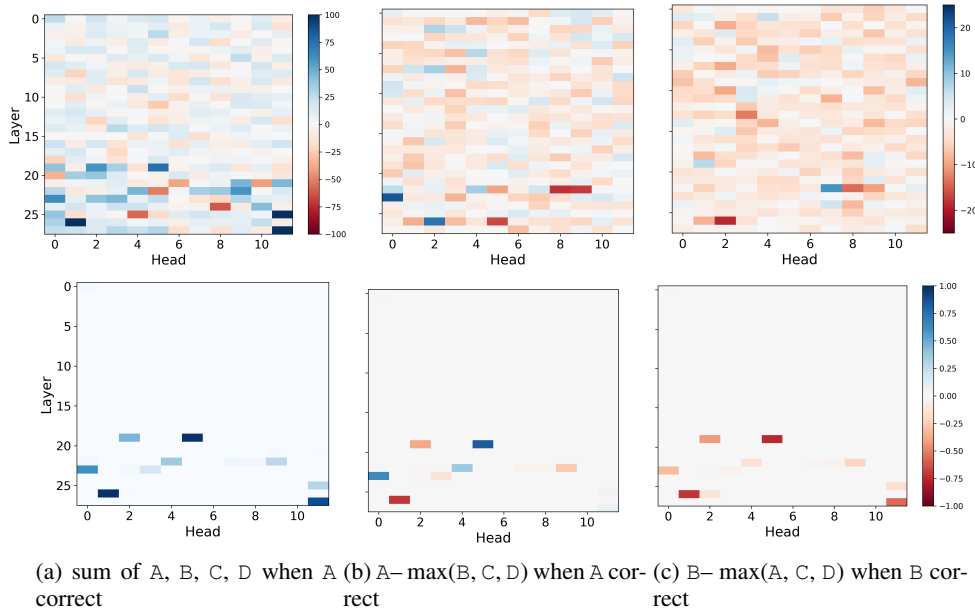 0
5
10
15
20
25
Layer
0 2 4 6 8 10
Head
100
75
50
25
0
−25
−50
−75
−100
0 2 4 6 8 10
Head
0 2 4 6 8 10
Head
20
10
0
−10
−20
0
5
10
15
20
25
Layer
0 2 4 6 8 10
Head
0 2 4 6 8 10
Head
0 2 4 6 8 10
Head
1.00
0.75
0.50
0.25
0.00
−0.25
−0.50
−0.75
−1.00
(a) sum of A, B, C, D when A
correct
(b) A– max(B, C, D) when A cor-
rect
(c) B– max(A, C, D) when B cor-
rect